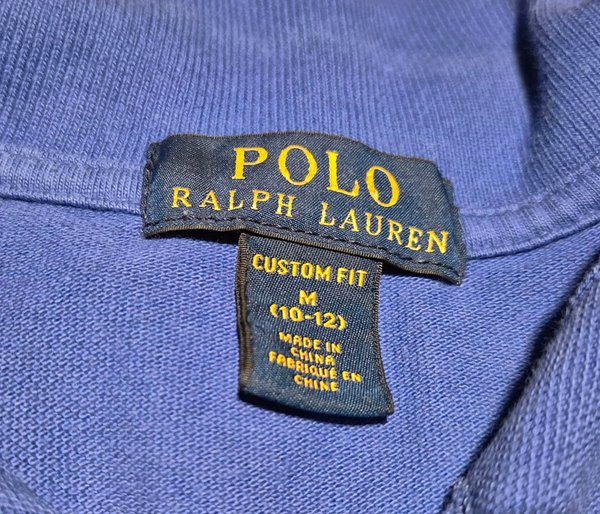 POLO
RALPH LAUREN
CUSTOM FIT
M
(10-12)
MADE IN
CHINA
FABRIQUÉ EN
CHINE